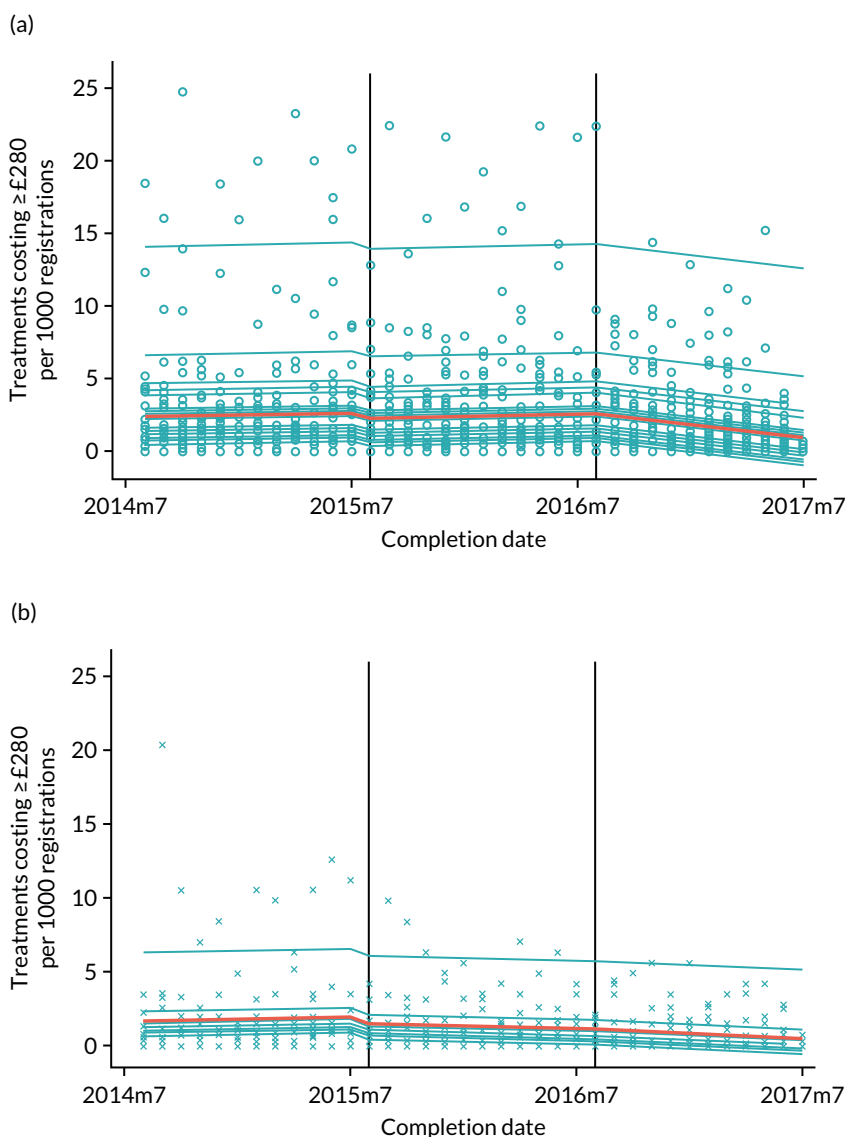 (a)
Treatments costing ≥£280
per 1000 registrations
25
20
15
10
5
0
2014m7 2015m7 2016m7 2017m7
Completion date
(b)
Treatments costing ≥£280
per 1000 registrations
25
20
15
10
5
0
2014m7 2015m7 2016m7 2017m7
Completion date